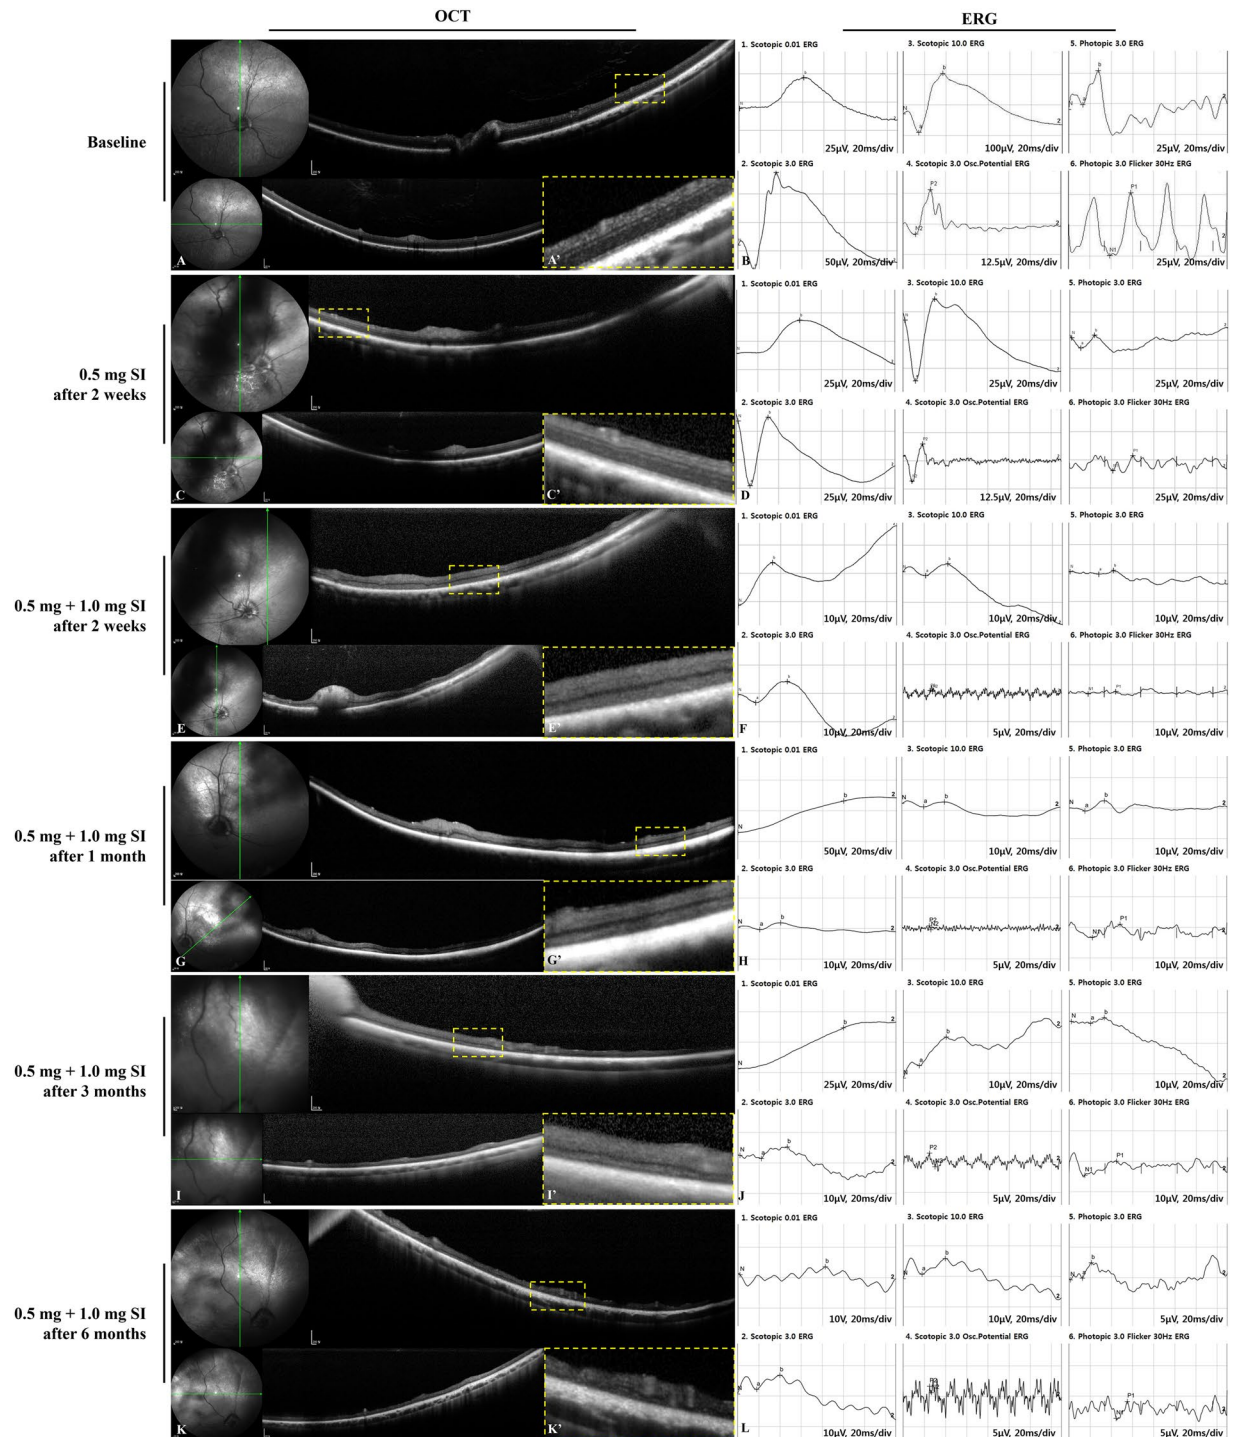 OCT
ERG
Baseline
A
A'
1. Scotopic 0.01 ERG
25μV, 20ms/div
3. Scotopic 10.0 ERG
100μV, 20ms/div
5. Photopic 3.0 ERG
25μV, 20ms/div
2. Scotopic 3.0 ERG
50μV, 20ms/div
4. Scotopic 3.0 Osc.Potential ERG
12.5μV, 20ms/div
6. Photopic 3.0 Flicker 30Hz ERG
25μV, 20ms/div
B
0.5 mg SI
after 2 weeks
C
C'
1. Scotopic 0.01 ERG
25μV, 20ms/div
3. Scotopic 10.0 ERG
25μV, 20ms/div
5. Photopic 3.0 ERG
25μV, 20ms/div
2. Scotopic 3.0 ERG
25μV, 20ms/div
4. Scotopic 3.0 Osc.Potential ERG
12.5μV, 20ms/div
6. Photopic 3.0 Flicker 30Hz ERG
25μV, 20ms/div
D
0.5 mg + 1.0 mg SI
after 2 weeks
E
E'
1. Scotopic 0.01 ERG
10μV, 20ms/div
3. Scotopic 10.0 ERG
10μV, 20ms/div
5. Photopic 3.0 ERG
10μV, 20ms/div
2. Scotopic 3.0 ERG
10μV, 20ms/div
4. Scotopic 3.0 Osc.Potential ERG
5μV, 20ms/div
6. Photopic 3.0 Flicker 30Hz ERG
10μV, 20ms/div
F
0.5 mg + 1.0 mg SI
after 1 month
G
G'
1. Scotopic 0.01 ERG
50μV, 20ms/div
3. Scotopic 10.0 ERG
10μV, 20ms/div
5. Photopic 3.0 ERG
10μV, 20ms/div
2. Scotopic 3.0 ERG
10μV, 20ms/div
4. Scotopic 3.0 Osc.Potential ERG
5μV, 20ms/div
6. Photopic 3.0 Flicker 30Hz ERG
10μV, 20ms/div
H
0.5 mg + 1.0 mg SI
after 3 months
I
I'
1. Scotopic 0.01 ERG
25μV, 20ms/div
3. Scotopic 10.0 ERG
10μV, 20ms/div
5. Photopic 3.0 ERG
10μV, 20ms/div
2. Scotopic 3.0 ERG
10μV, 20ms/div
4. Scotopic 3.0 Osc.Potential ERG
5μV, 20ms/div
6. Photopic 3.0 Flicker 30Hz ERG
10μV, 20ms/div
J
0.5 mg + 1.0 mg SI
after 6 months
K
K'
1. Scotopic 0.01 ERG
10V, 20ms/div
3. Scotopic 10.0 ERG
10μV, 20ms/div
5. Photopic 3.0 ERG
5μV, 20ms/div
2. Scotopic 3.0 ERG
10μV, 20ms/div
4. Scotopic 3.0 Osc.Potential ERG
5μV, 20ms/div
6. Photopic 3.0 Flicker 30Hz ERG
5μV, 20ms/div
L